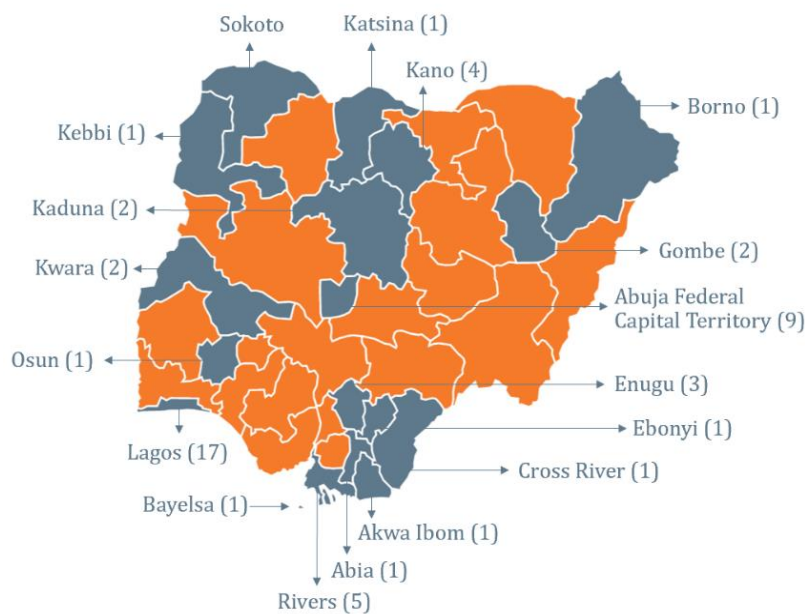 Sokoto
Katsina (1)
Kano (4)
Borno (1)
Kebbi (1)
Kaduna (2)
Gombe (2)
Kwara (2)
Abuja Federal
Capital Territory (9)
Osun (1)
Enugu (3)
Ebonyi (1)
Lagos (17)
Cross River (1)
Bayelsa (1)
Akwa Ibom (1)
Abia (1)
Rivers (5)